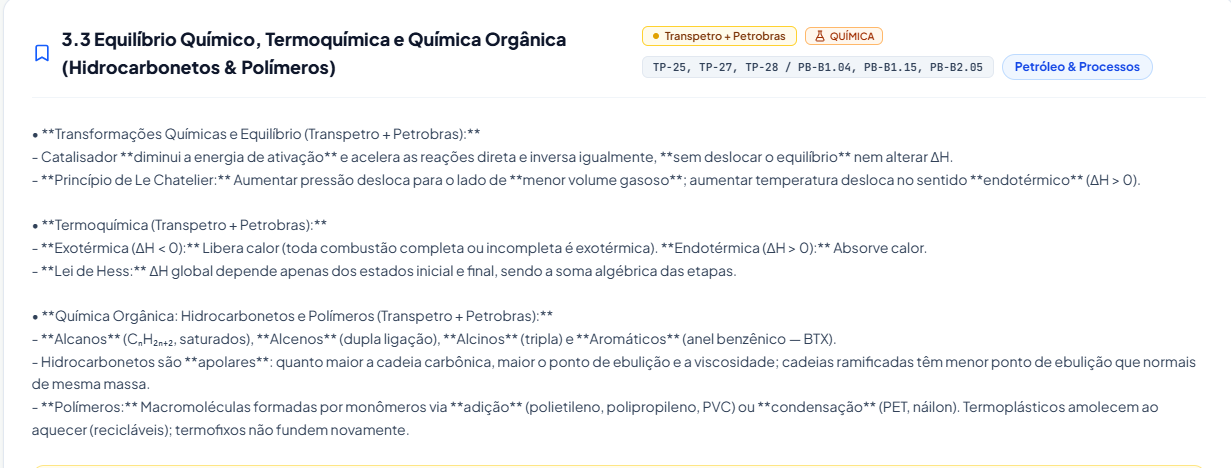 3.3 Equilíbrio Químico, Termoquímica e Química Orgânica
(Hidrocarbonetos & Polímeros)
Transpetro + Petrobras
QUÍMICA
TP-25, TP-27, TP-28 / PB-B1.04, PB-B1.15, PB-B2.05
Petróleo & Processos
• **Transformações Químicas e Equilíbrio (Transpetro + Petrobras):**
- Catalisador **diminui a energia de ativação** e acelera as reações direta e inversa igualmente, **sem deslocar o equilíbrio** nem alterar ΔH.
- **Princípio de Le Chatelier:** Aumentar pressão desloca para o lado de **menor volume gasoso**; aumentar temperatura desloca no sentido **endotérmico** (ΔH > 0).
• **Termoquímica (Transpetro + Petrobras):**
- **Exotérmica (ΔH < 0):** Libera calor (toda combustão completa ou incompleta é exotérmica). **Endotérmica (ΔH > 0):** Absorve calor.
- **Lei de Hess:** ΔH global depende apenas dos estados inicial e final, sendo a soma algébrica das etapas.
• **Química Orgânica: Hidrocarbonetos e Polímeros (Transpetro + Petrobras):**
- **Alcanos** (CₙH₂ₙ₊₂, saturados), **Alcenos** (dupla ligação), **Alcinos** (tripla) e **Aromáticos** (anel benzênico — BTX).
- Hidrocarbonetos são **apolares**: quanto maior a cadeia carbônica, maior o ponto de ebulição e a viscosidade; cadeias ramificadas têm menor ponto de ebulição que normais
de mesma massa.
- **Polímeros:** Macromoléculas formadas por monômeros via **adição** (polietileno, polipropileno, PVC) ou **condensação** (PET, náilon). Termoplásticos amolecem ao
aquecer (recicláveis); termofixos não fundem novamente.